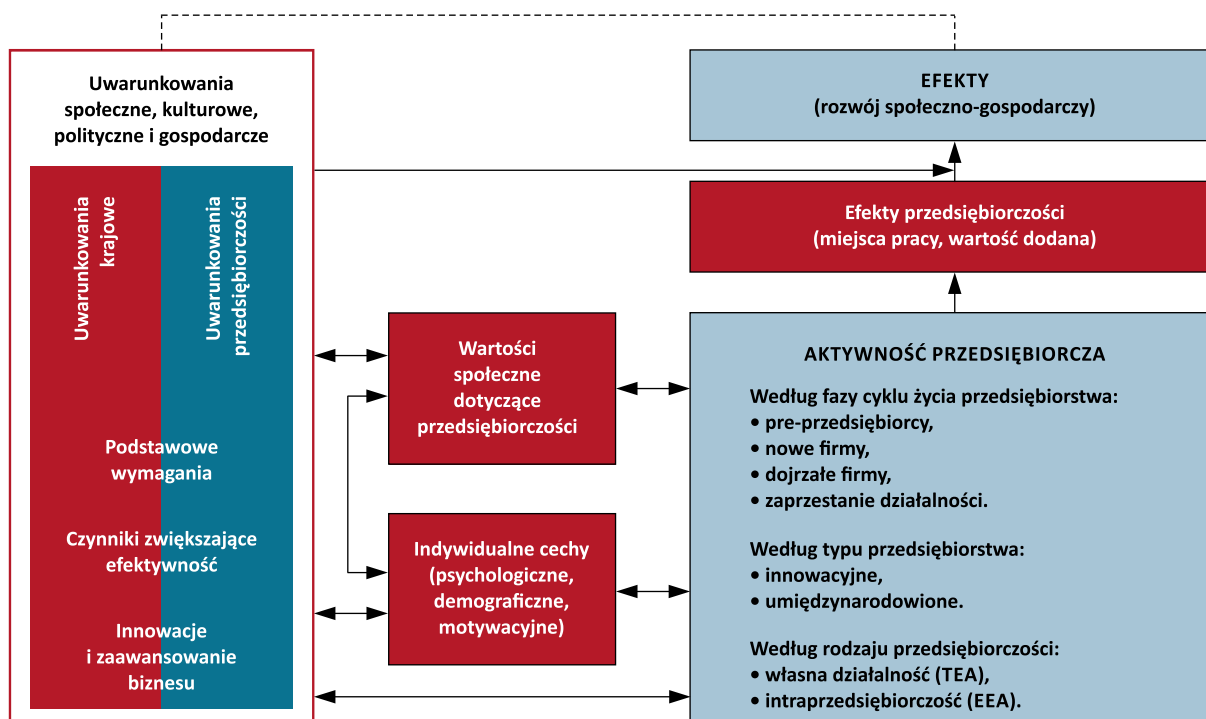 Uwarunkowania
społeczne, kulturowe,
polityczne i gospodarcze
Uwarunkowania
krajowe
Uwarunkowania
przedsiębiorczości
Podstawowe
wymagania
Czynniki zwiększające
efektywność
Innowacje
i zaawansowanie
biznesu
Wartości
społeczne
dotyczące
przedsiębiorczości
Indywidualne cechy
(psychologiczne,
demograficzne,
motywacyjne)
EFEKTY
(rozwój społeczno-gospodarczy)
Efekty przedsiębiorczości
(miejsca pracy, wartość dodana)
AKTYWNOŚĆ PRZEDSIĘBIORCZA
Według fazy cyklu życia przedsiębiorstwa:
• pre-przedsiębiorcy,
• nowe firmy,
• dojrzałe firmy,
• zaprzestanie działalności.
Według typu przedsiębiorstwa:
• innowacyjne,
• umiędzynarodowione.
Według rodzaju przedsiębiorczości:
• własna działalność (TEA),
• intraprzedsiębiorczość (EEA).